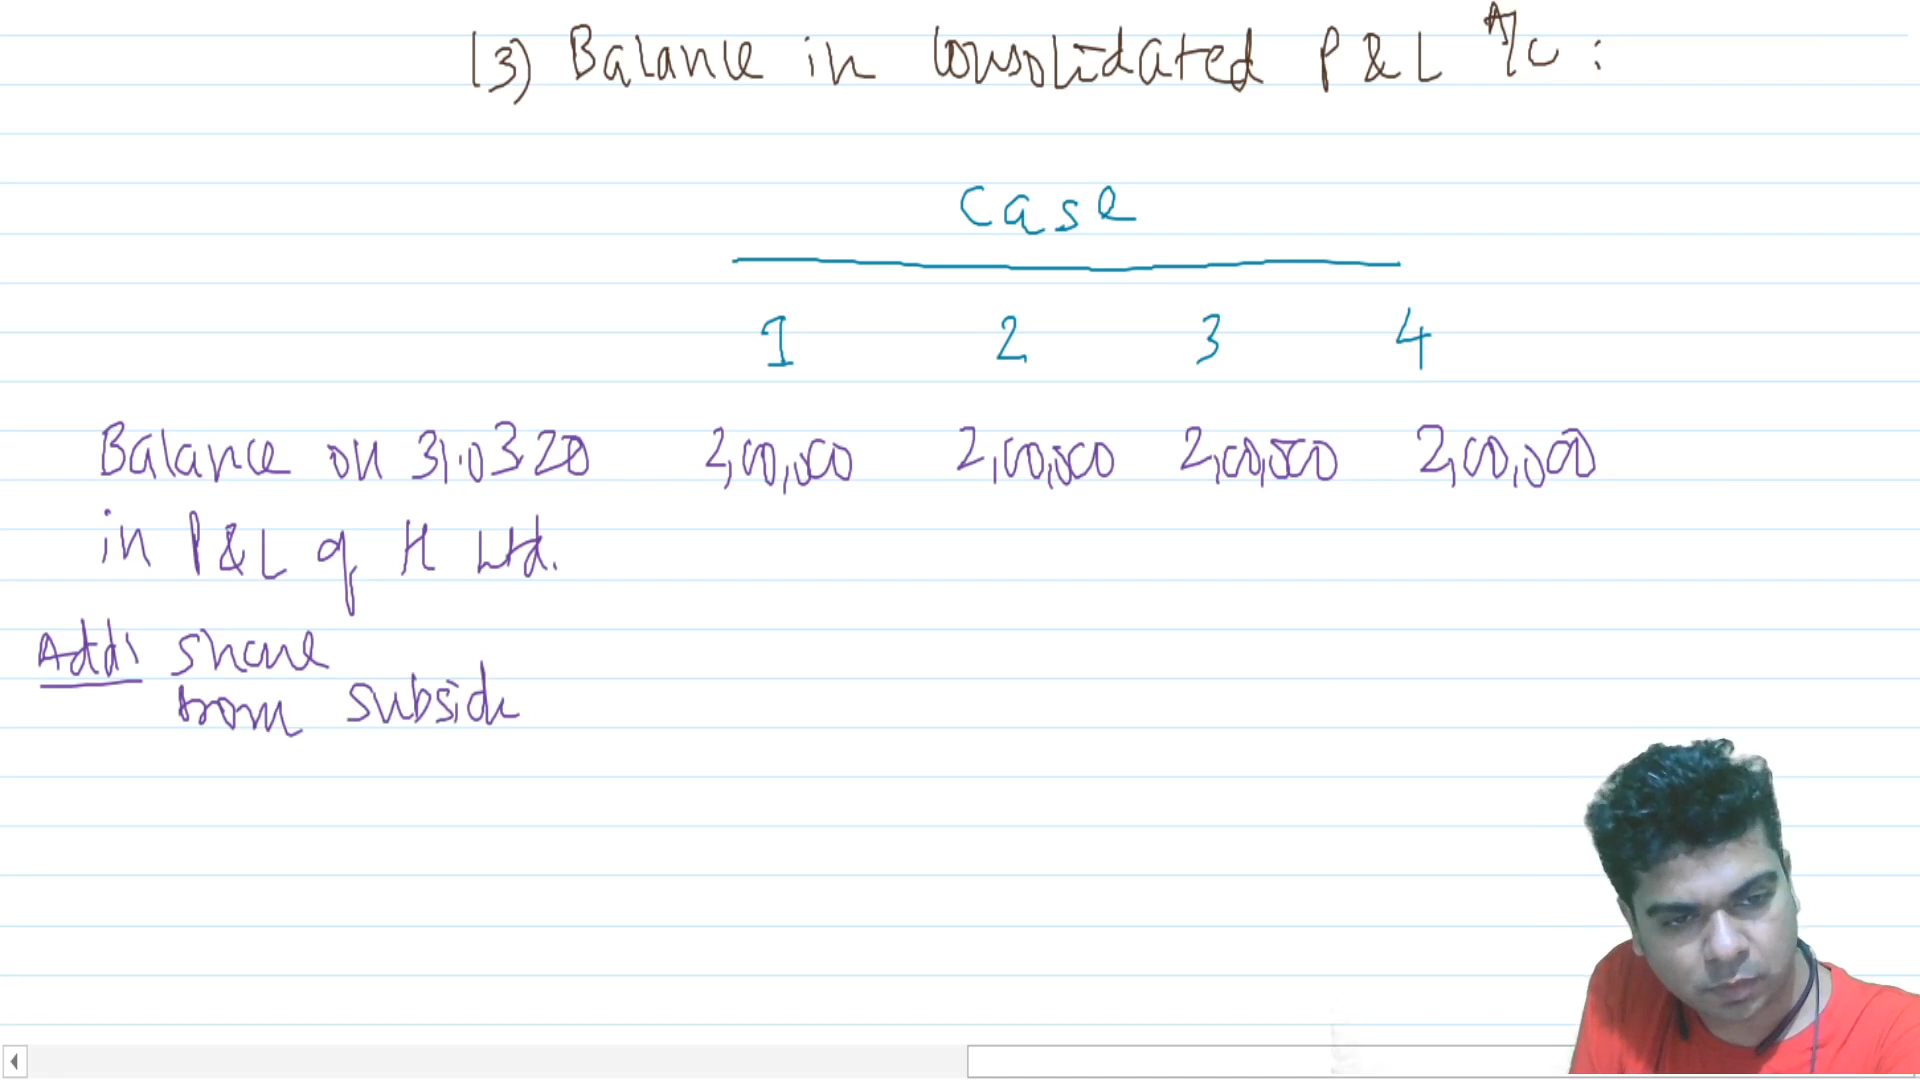 (3) Balance in Consolidated P & L A/c :
Case
1 2 3 4
Balance on 31.03.20 2,00,000 2,00,000 2,00,000 2,00,000
in P&L of H Ltd.
Add: Share
from subside